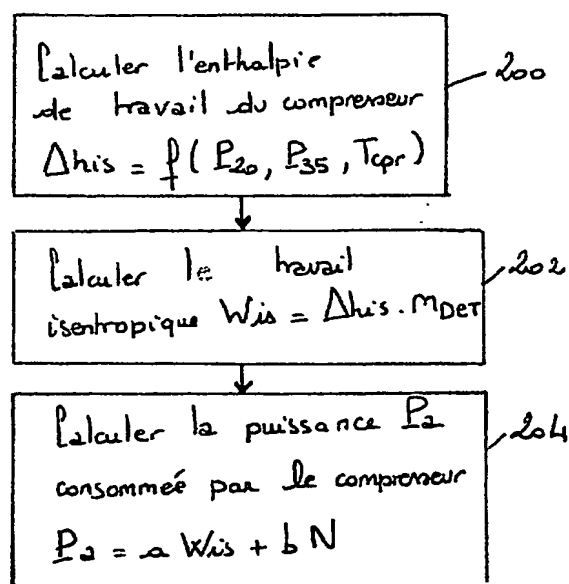 Calculer l'enthalpie
de travail du compresseur
Δhis = f( P20, P35, Tcpr )
200
Calculer le travail
isentropique Wis = Δhis . mDET
202
Calculer la puissance Pa
consommée par le compresseur
Pa = a Wis + b N
204